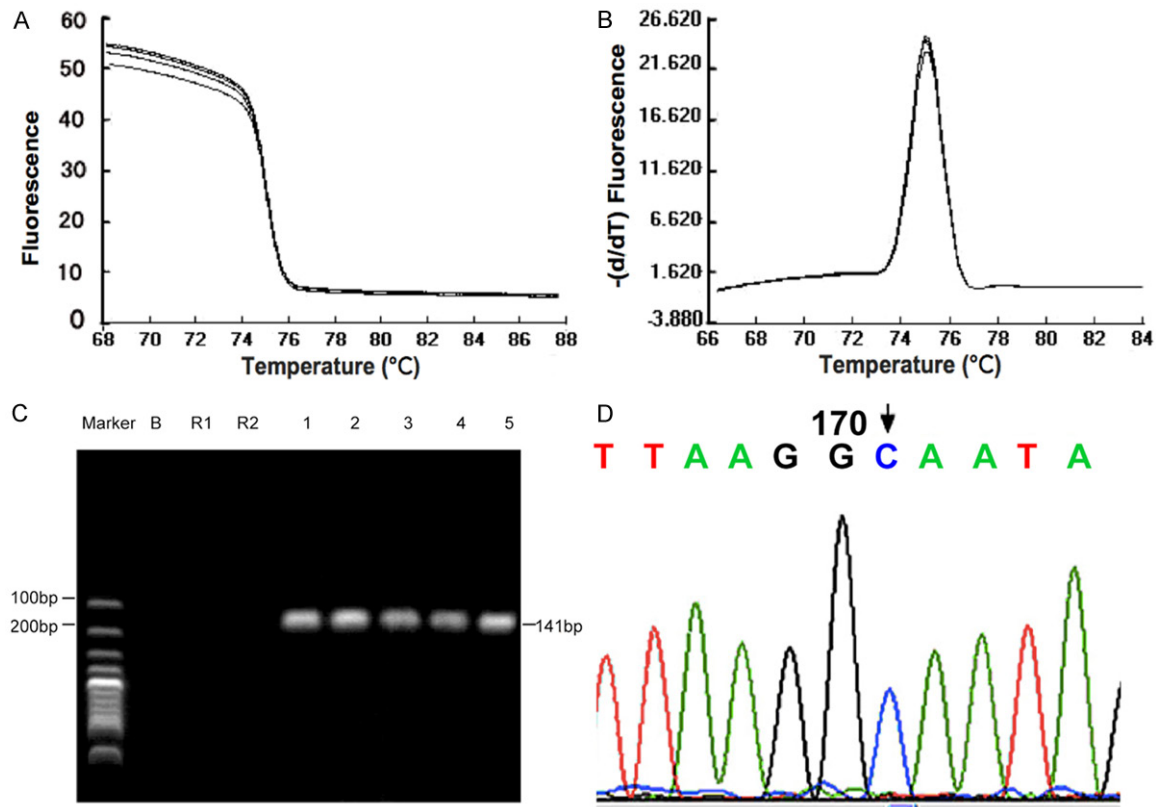 A
60
50
40
30
20
10
0
Fluorescence
68 70 72 74 76 78 80 82 84 86 88
Temperature (°C)
B
26.620
21.620
16.620
11.620
6.620
1.620
-3.880
-(d/dT) Fluorescence
66 68 70 72 74 76 78 80 82 84
Temperature (°C)
C
Marker B R1 R2 1 2 3 4 5
100bp
200bp
141bp
D
170
T T A A G G C A A T A